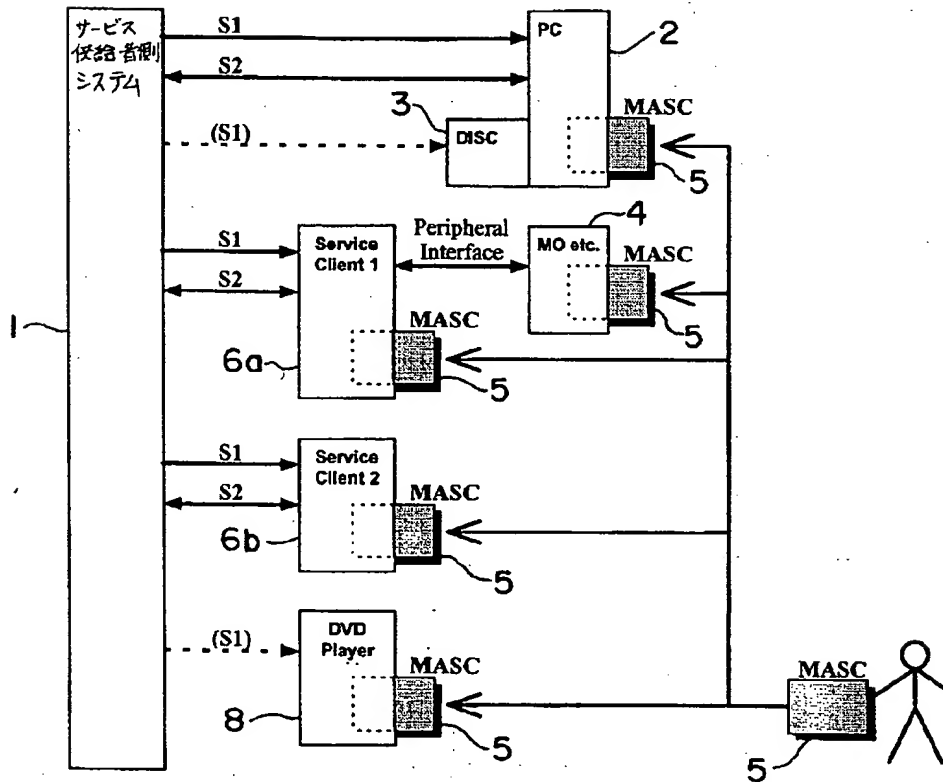 サービス
供給者側
システム
1
S1
S2
(S1)
PC
2
3
DISC
MASC
5
S1
S2
Service
Client 1
Peripheral
Interface
4
MO etc.
MASC
5
MASC
6a
5
S1
S2
Service
Client 2
MASC
6b
5
(S1)
DVD
Player
MASC
8
5
MASC
5